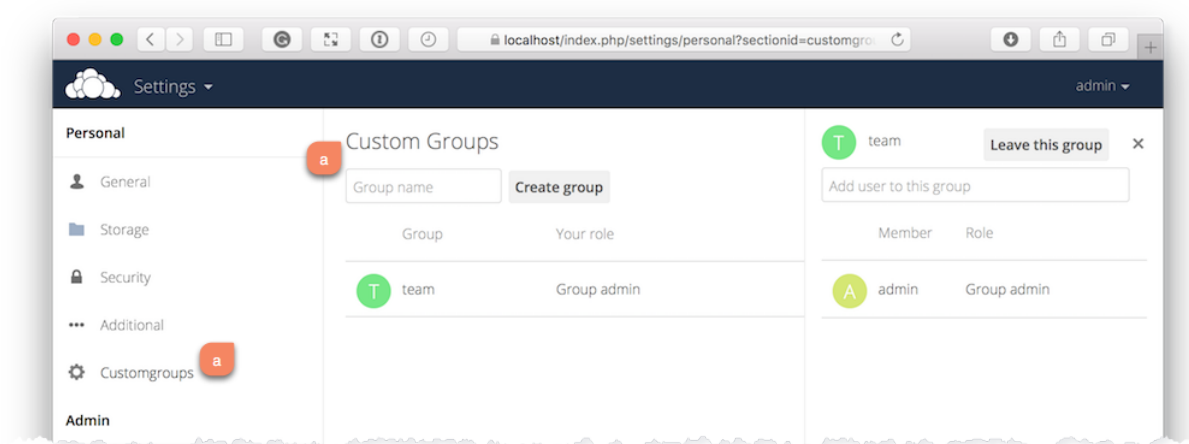 localhost/index.php/settings/personal?sectionid=customgro
Settings
admin
Personal
General
Storage
Security
Additional
Customgroups
a
Admin
a
Custom Groups
Group name
Create group
Group Your role
T team Group admin
T team
Leave this group
Add user to this group
Member Role
A admin Group admin